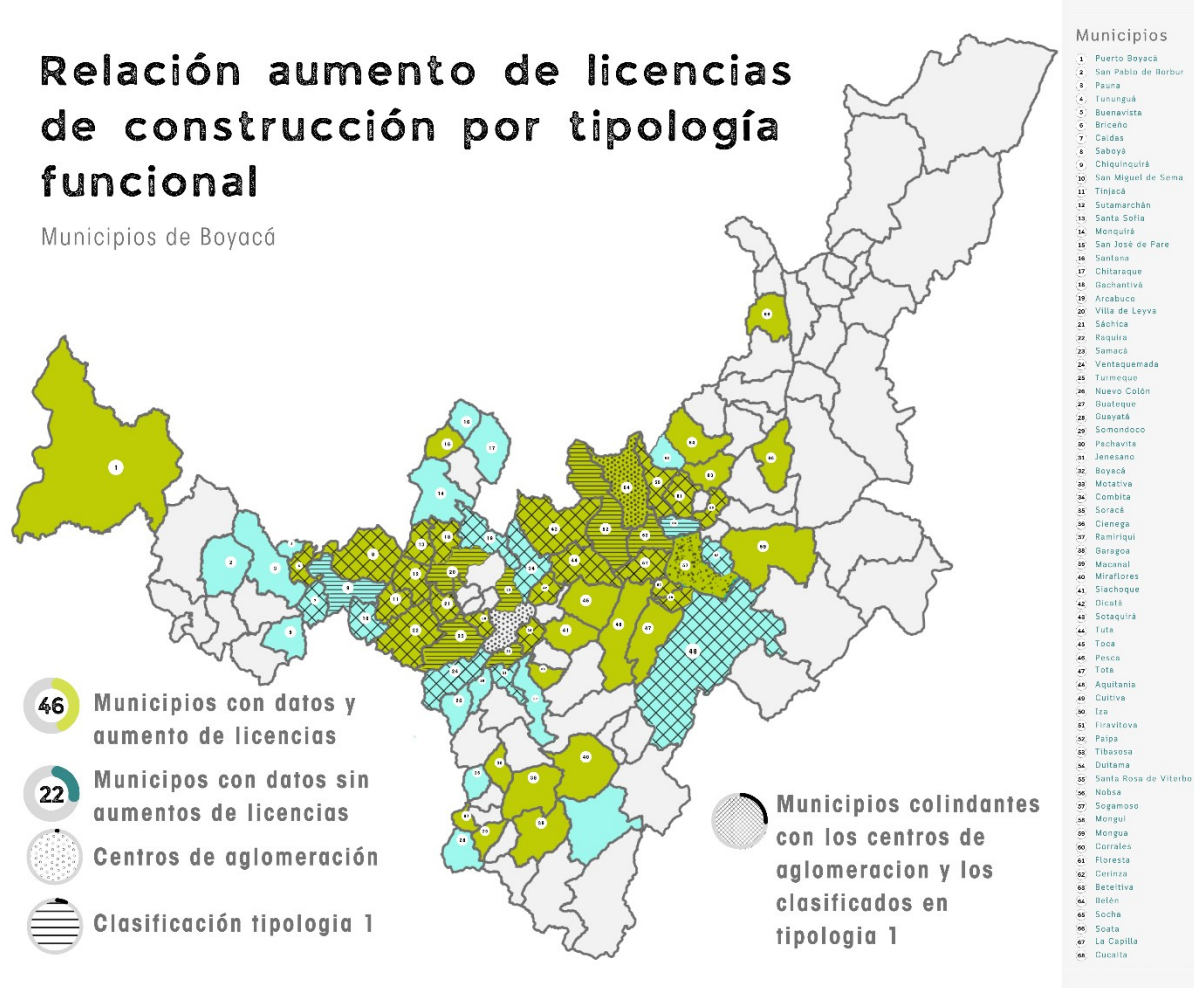 Relación aumento de licencias
de construcción por tipología
funcional
Municipios de Boyacá
46
Municipios con datos y
aumento de licencias
22
Municipos con datos sin
aumentos de licencias
Centros de aglomeración
Clasificación tipologia 1
Municipios colindantes
con los centros de
aglomeracion y los
clasificados en
tipologia 1
Municipios
1 Puerto Boyacá
2 San Pablo de Borbur
3 Pauna
4 Tununguá
5 Buenavista
6 Briceño
7 Caldas
8 Saboyá
9 Chiquinquirá
10 San Miguel de Sema
11 Tinjacá
12 Sutamarchán
13 Santa Sofía
14 Monquirá
15 San José de Pare
16 Santana
17 Chitaraque
18 Gachantivá
19 Arcabuco
20 Villa de Leyva
21 Sáchica
22 Raquira
23 Samacá
24 Ventaquemada
25 Turmeque
26 Nuevo Colón
27 Guateque
28 Guayatá
29 Somondoco
30 Pachavita
31 Jenesano
32 Boyacá
33 Motativa
34 Combita
35 Soracá
36 Cienega
37 Ramiriqui
38 Garagoa
39 Macanal
40 Miraflores
41 Siachoque
42 Oicatá
43 Sotaquirá
44 Tuta
45 Toca
46 Pesca
47 Tota
48 Aquitania
49 Cuitiva
50 Iza
51 Firavitova
52 Paipa
53 Tibasosa
54 Duitama
55 Santa Rosa de Viterbo
56 Nobsa
57 Sogamoso
58 Mongui
59 Mongua
60 Corrales
61 Floresta
62 Cerinza
63 Beteitiva
64 Belén
65 Socha
66 Soata
67 La Capilla
68 Cucaita